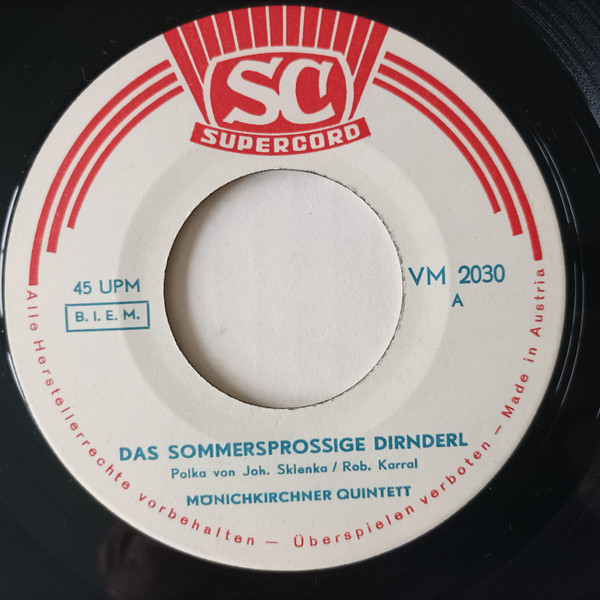 SC
SUPERCORD
45 UPM
B. I. E. M.
VM 2030
A
DAS SOMMERSPROSSIGE DIRNDERL
Polka von Joh. Sklenka / Rob. Karral
MÖNICHKIRCHNER QUINTETT
Alle Herstellerrechte vorbehalten — Überspielen verboten — Made in Austria